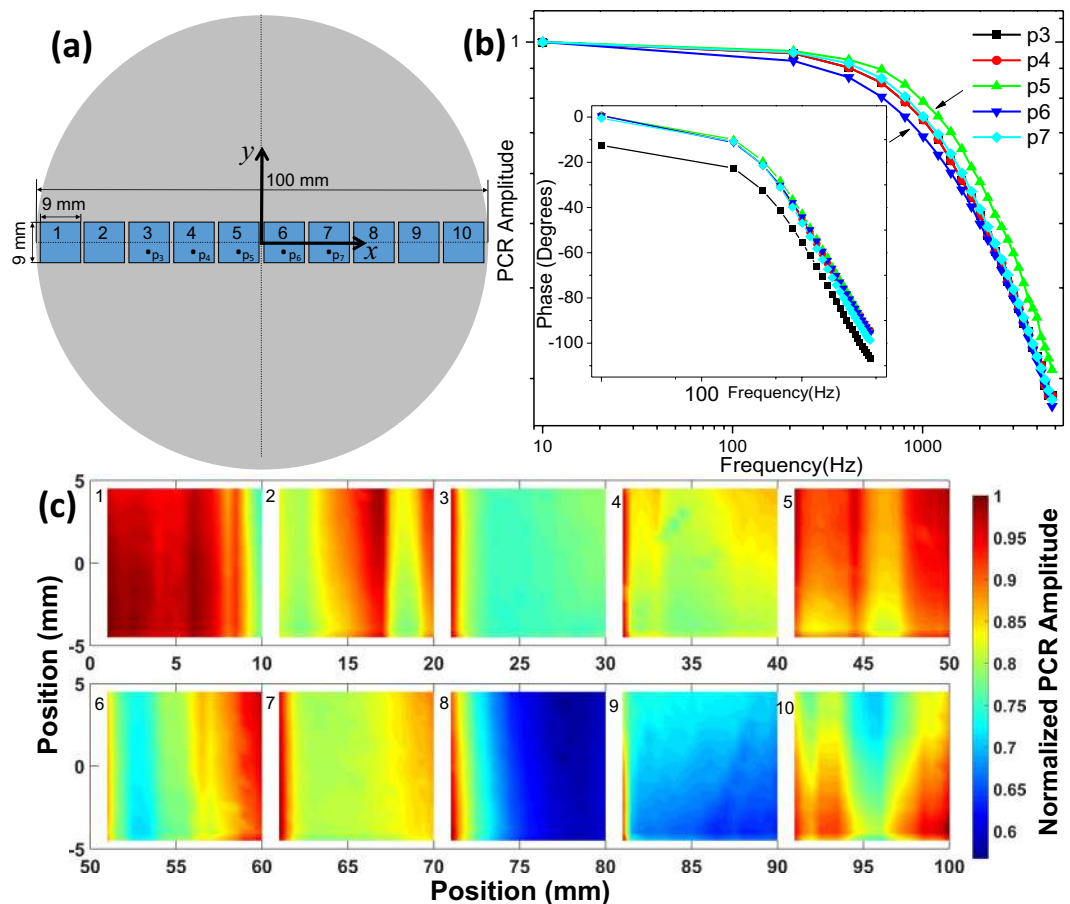 (a)
y
100 mm
9 mm
9 mm
1 2 3 4 5 6 7 8 9 10
x
p3 p4 p5 p6 p7
(b)
1
PCR Amplitude
p3
p4
p5
p6
p7
0
-20
-40
-60
-80
-100
Phase (Degrees)
100
Frequency(Hz)
10 100 1000
Frequency(Hz)
(c)
5
0
-5
1 2 3 4 5
0 5 10 15 20 25 30 35 40 45 50
5
0
-5
6 7 8 9 10
50 55 60 65 70 75 80 85 90 95 100
Position (mm)
Position (mm)
1
0.95
0.9
0.85
0.8
0.75
0.7
0.65
0.6
Normalized PCR Amplitude